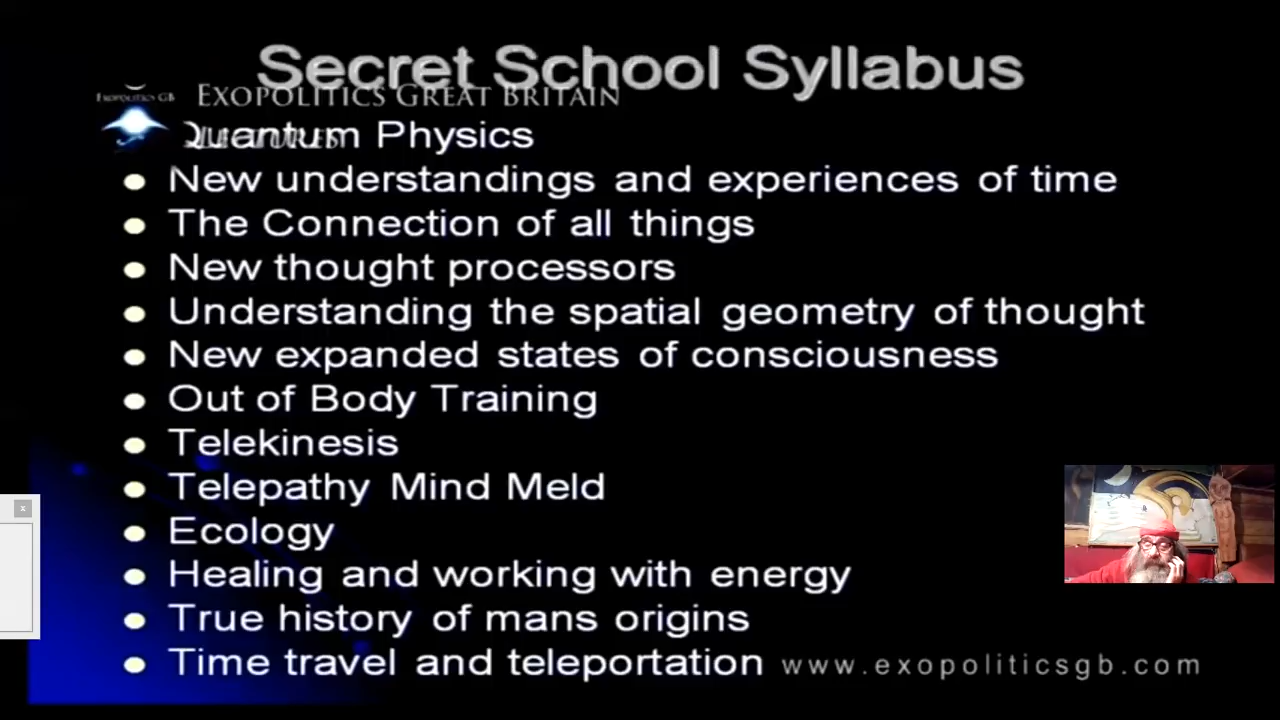 Secret School Syllabus
EXOPOLITICS GB
EXOPOLITICS GREAT BRITAIN
LECTURES
Quantum Physics
New understandings and experiences of time
The Connection of all things
New thought processors
Understanding the spatial geometry of thought
New expanded states of consciousness
Out of Body Training
Telekinesis
Telepathy Mind Meld
Ecology
Healing and working with energy
True history of mans origins
Time travel and teleportation
www.exopoliticsgb.com
x